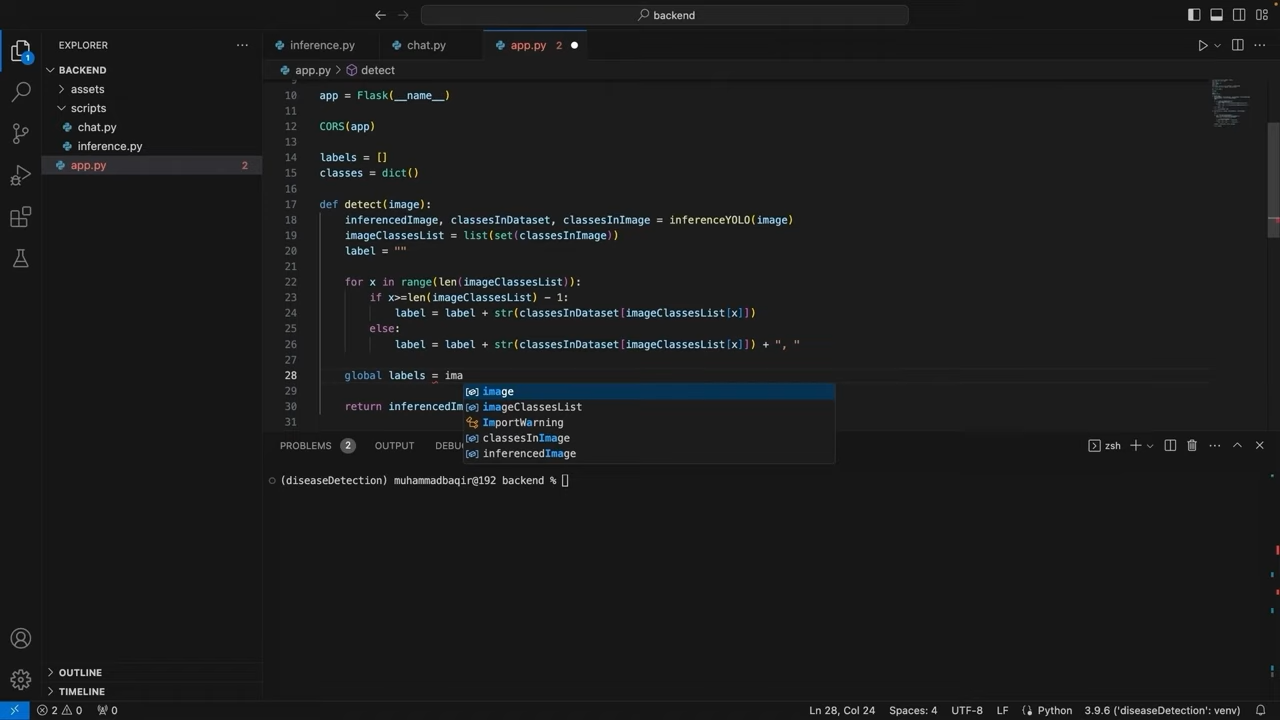 backend
EXPLORER
inference.py
chat.py
app.py 2
BACKEND
app.py > detect
assets
scripts
chat.py
inference.py
app.py 2
1
9
10 app = Flask(__name__)
11
12 CORS(app)
13
14 labels = []
15 classes = dict()
16
17 def detect(image):
18 inferencedImage, classesInDataset, classesInImage = inferenceYOLO(image)
19 imageClassesList = list(set(classesInImage))
20 label = ""
21
22 for x in range(len(imageClassesList)):
23 if x>=len(imageClassesList) - 1:
24 label = label + str(classesInDataset[imageClassesList[x]])
25 else:
26 label = label + str(classesInDataset[imageClassesList[x]]) + ", "
27
28 global labels = ima
29
30 return inferencedIm
31
image
imageClassesList
ImportWarning
classesInImage
inferencedImage
PROBLEMS 2
OUTPUT
DEBU
zsh
(diseaseDetection) muhammadbaqir@192 backend % []
OUTLINE
TIMELINE
2 0 0
Ln 28, Col 24
Spaces: 4
UTF-8
LF
Python
3.9.6 ('diseaseDetection': venv)